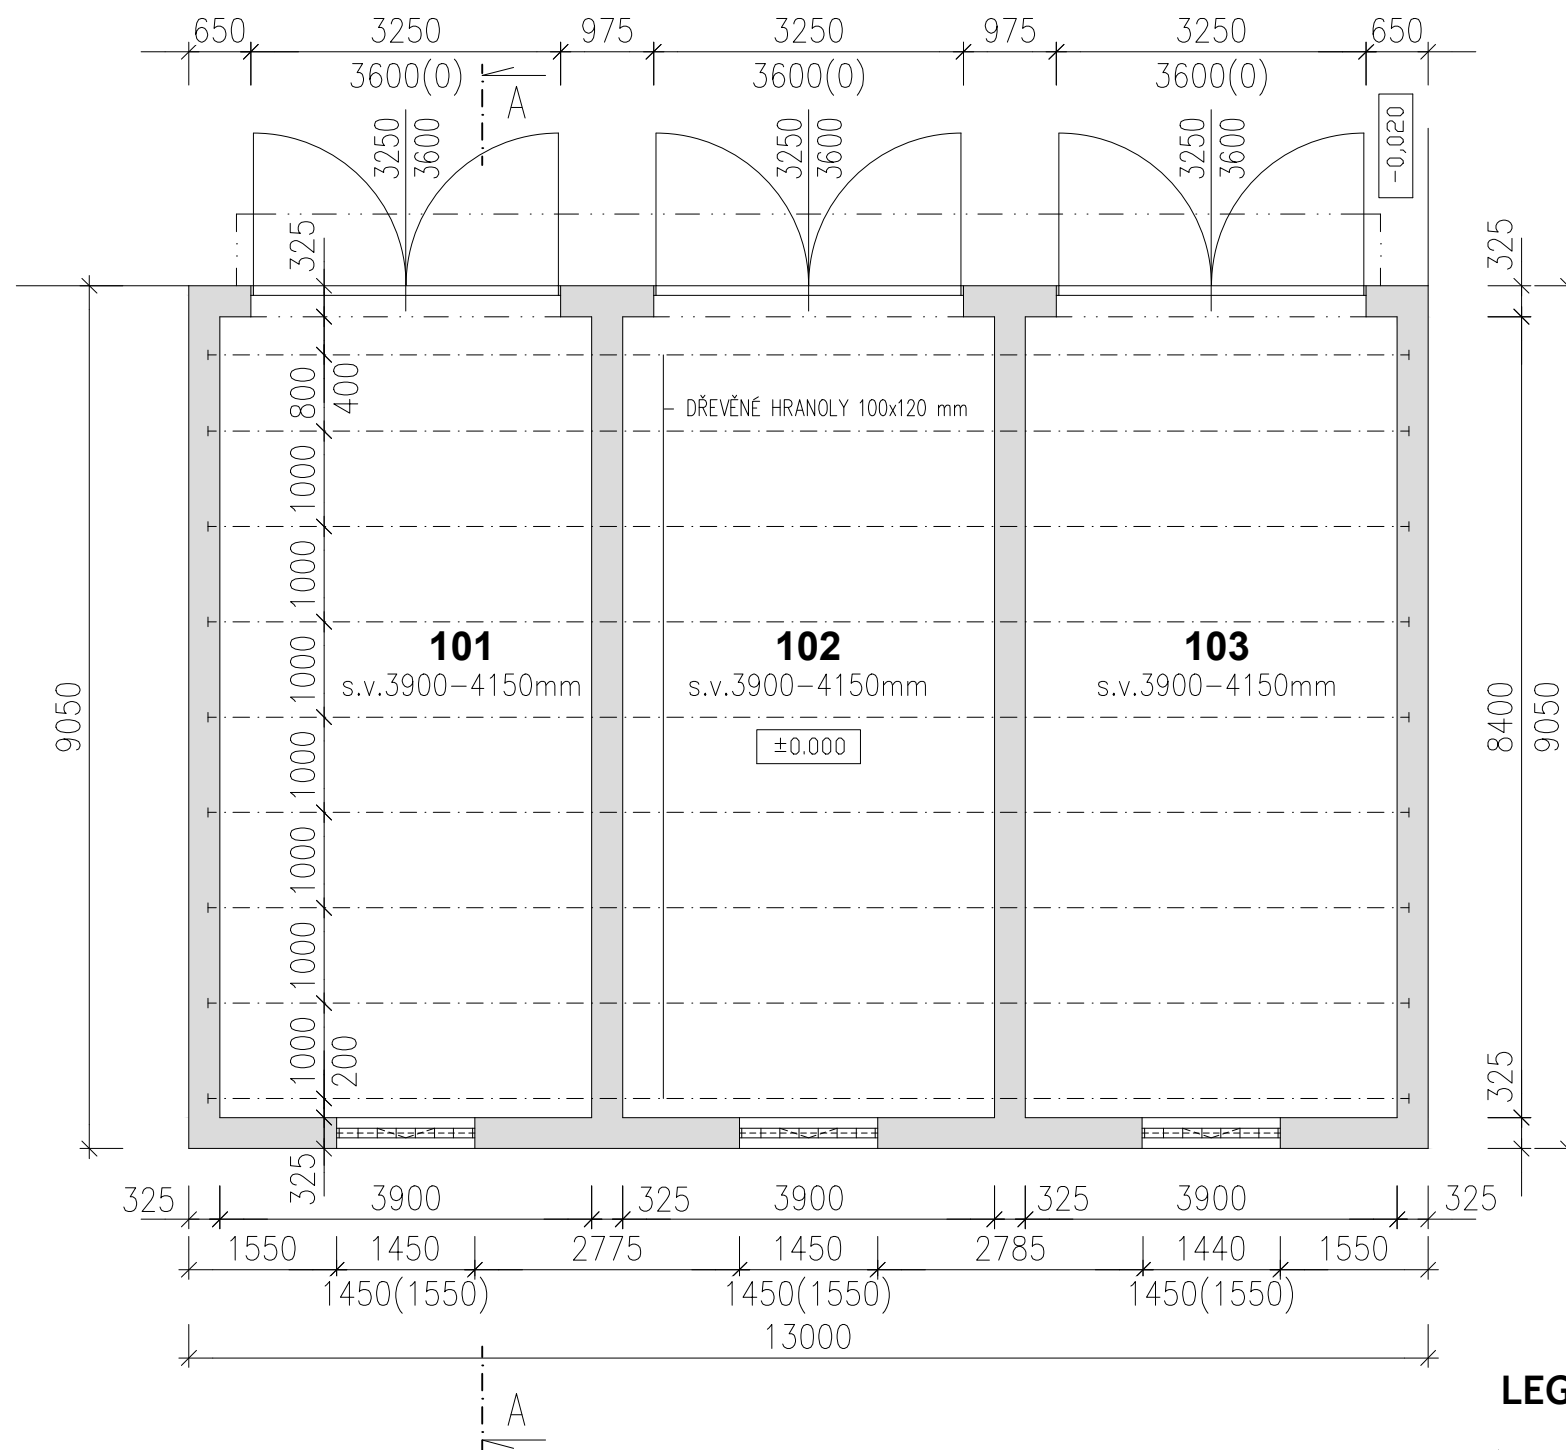 650 3250 975 3250 975 3250 650
3600(0) 3600(0) 3600(0)
A
3250 3600 3250 3600 3250 3600
-0,020
325 325
800 400
DŘEVĚNÉ HRANOLY 100x120 mm
1000
1000
101 102 103
s.v.3900-4150mm s.v.3900-4150mm s.v.3900-4150mm
1000
9050 8400 9050
±0.000
1000
1000
1000
1000 200
325
325
325 3900 325 3900 325 3900 325
1550 1450 2775 1450 2785 1440 1550
1450(1550) 1450(1550) 1450(1550)
13000
LEG
A